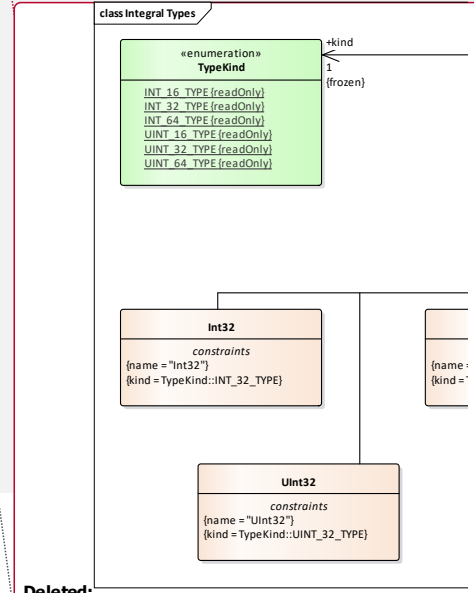 class Integral Types
+kind
«enumeration»
TypeKind
1
{frozen}
INT_16_TYPE {readOnly}
INT_32_TYPE {readOnly}
INT_64_TYPE {readOnly}
UINT_16_TYPE {readOnly}
UINT_32_TYPE {readOnly}
UINT_64_TYPE {readOnly}
Int32
constraints
{name = "Int32"}
{kind = TypeKind::INT_32_TYPE}
{name =
{kind =
UInt32
constraints
{name = "UInt32"}
{kind = TypeKind::UINT_32_TYPE}
Deleted: